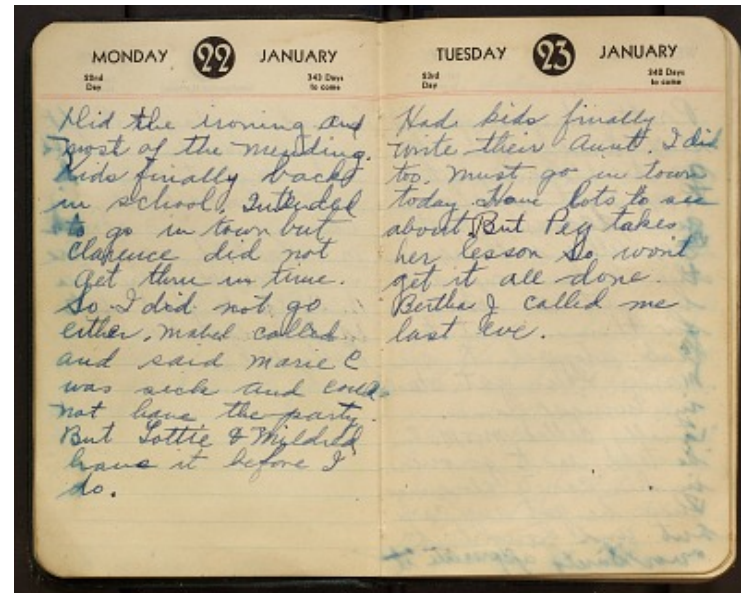 MONDAY 22 JANUARY
22nd Day
343 Days to come
Did the ironing and
most of the mending.
Kids finally back
in school. Intended
to go in town but
Clarence did not
get thru in time.
So I did not go
either. Mabel called
and said Marie C
was sick and could
not have the party.
But Lottie & Mildred
have it before I
do.
TUESDAY 23 JANUARY
23rd Day
342 Days to come
Had kids finally
write their Aunt. I did
too. Must go in town
today. Have lots to see
about. But Peg takes
her lesson So won't
get it all done.
Bertha J called me
last eve.